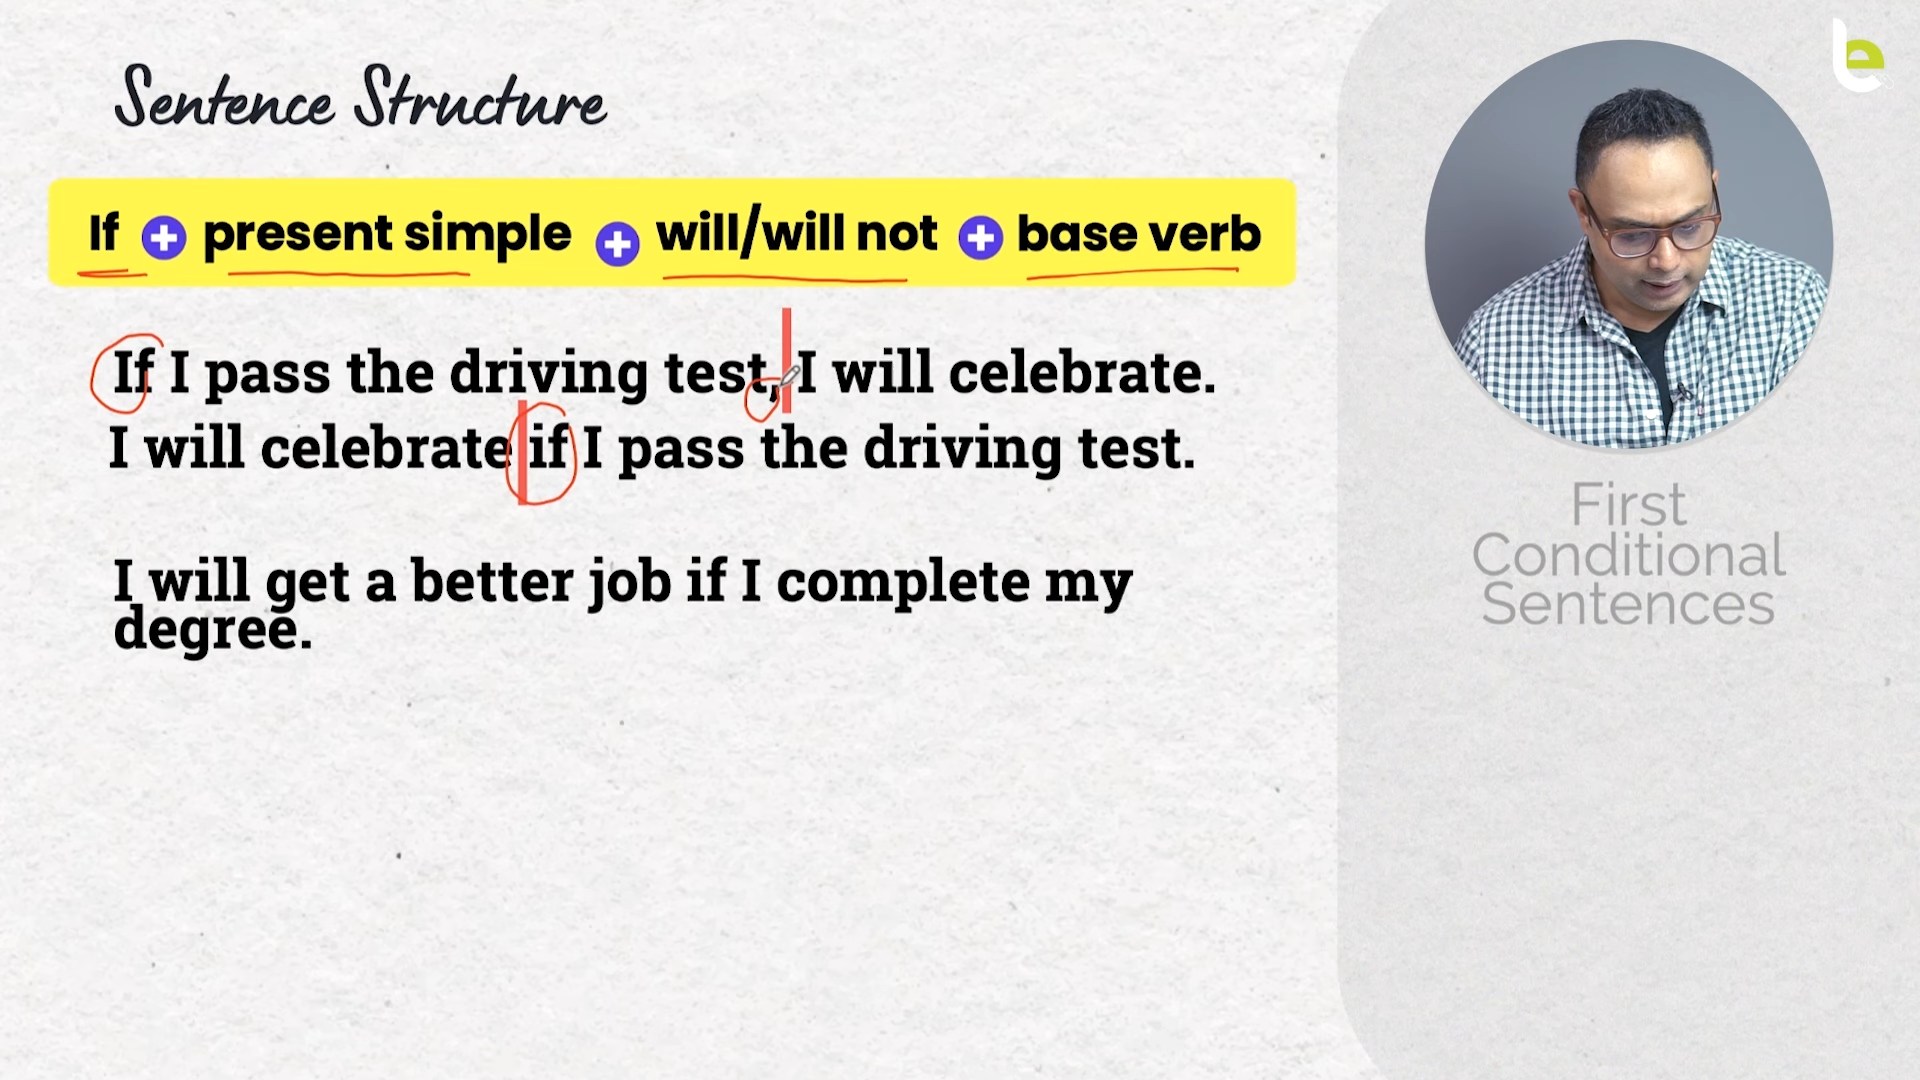 Sentence Structure
If + present simple + will/will not + base verb
If I pass the driving test, I will celebrate.
I will celebrate if I pass the driving test.
I will get a better job if I complete my
degree.
First
Conditional
Sentences